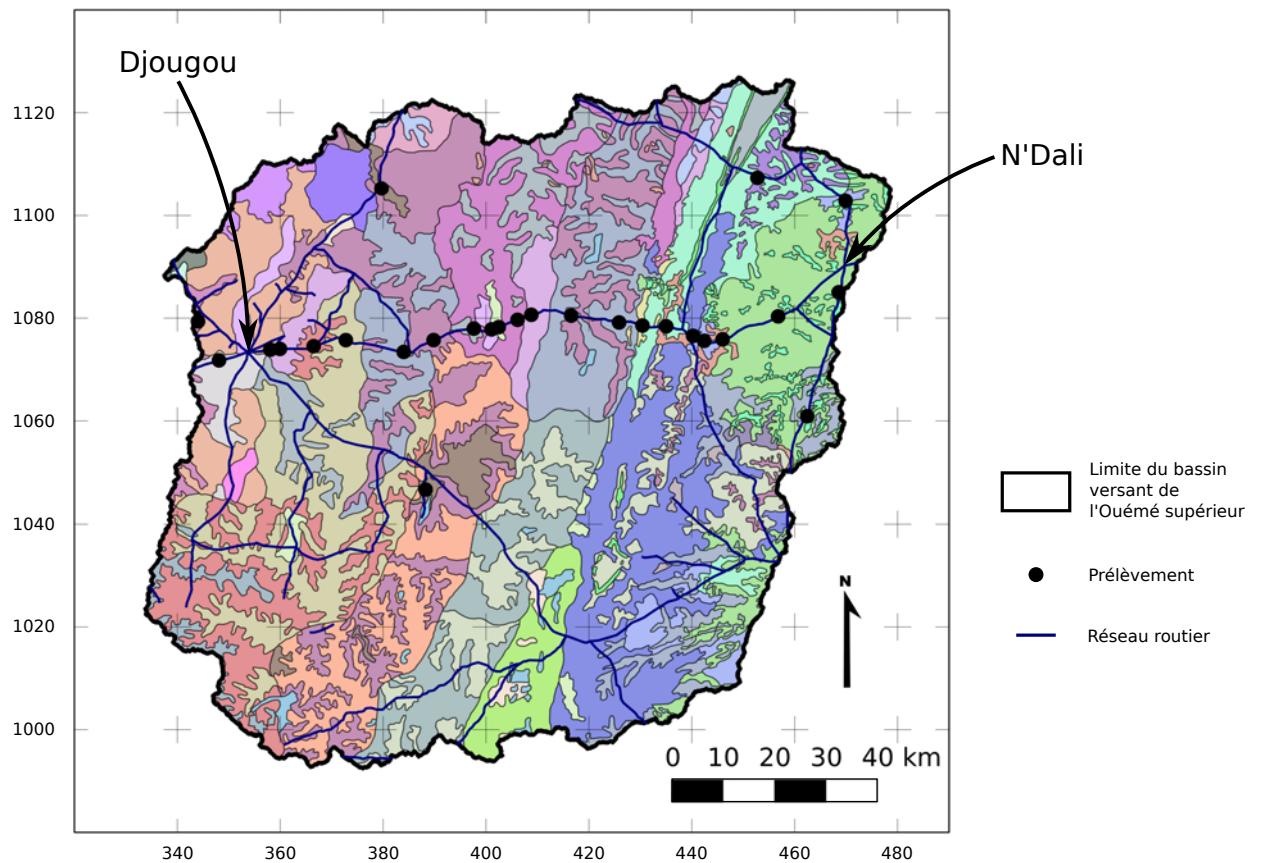 Djougou
N'Dali
1120
1100
1080
1060
1040
1020
1000
340 360 380 400 420 440 460 480
0 10 20 30 40 km
Limite du bassin
versant de
l'Ouémé supérieur
Prélèvement
Réseau routier
N